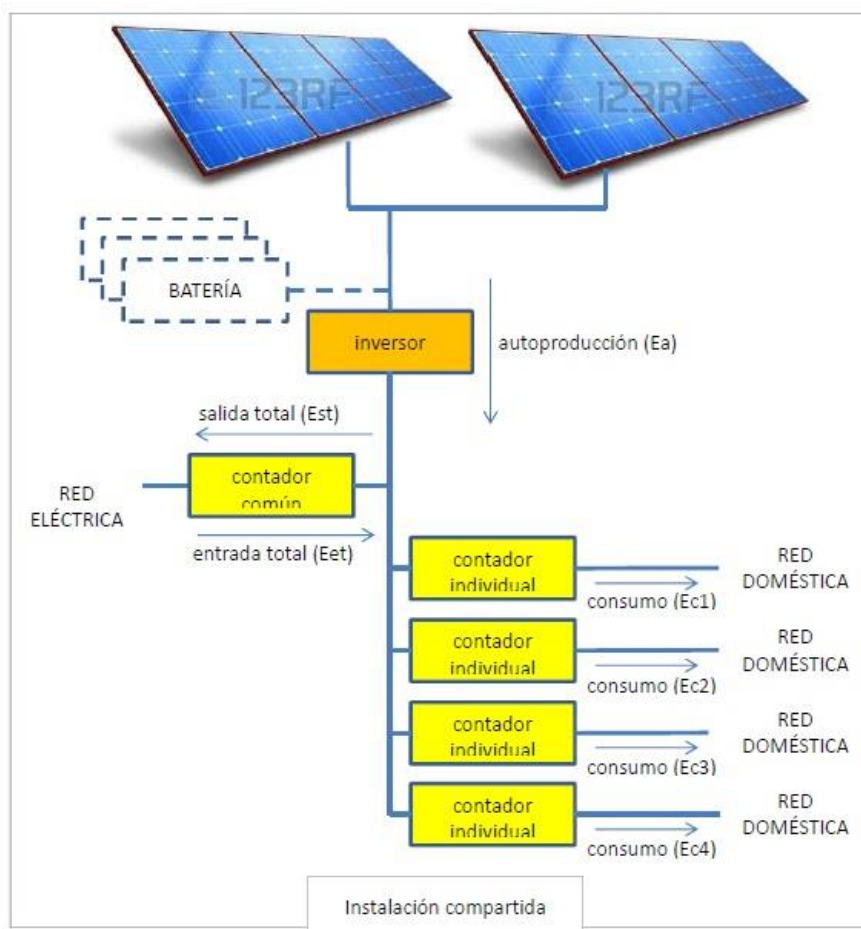 123RF
123RF
BATERÍA
inversor
autoproducción (Ea)
salida total (Est)
contador
común
RED
ELÉCTRICA
entrada total (Eet)
contador
individual
consumo (Ec1)
RED
DOMÉSTICA
contador
individual
consumo (Ec2)
RED
DOMÉSTICA
contador
individual
consumo (Ec3)
RED
DOMÉSTICA
contador
individual
consumo (Ec4)
RED
DOMÉSTICA
Instalación compartida